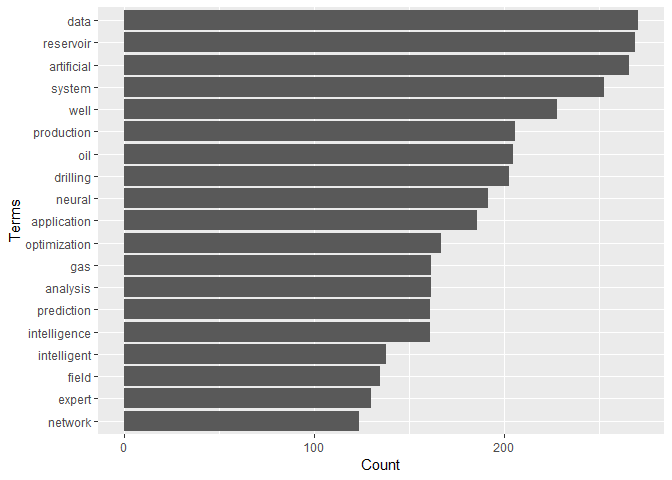 data
reservoir
artificial
system
well
production
oil
drilling
neural
application
optimization
gas
analysis
prediction
intelligence
intelligent
field
expert
network
Terms
0 100 200
Count